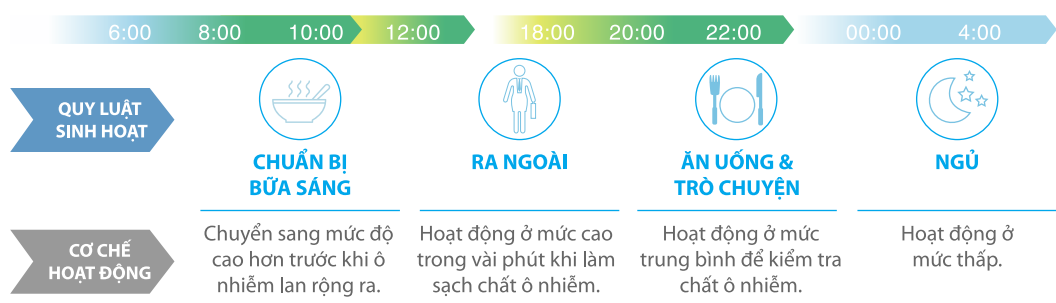 6:00 8:00 10:00 12:00 18:00 20:00 22:00 00:00 4:00
QUY LUẬT
SINH HOẠT
CHUẨN BỊ
BỮA SÁNG
RA NGOÀI
ĂN UỐNG &
TRÒ CHUYỆN
NGỦ
CƠ CHẾ
HOẠT ĐỘNG
Chuyển sang mức độ
cao hơn trước khi ô
nhiễm lan rộng ra.
Hoạt động ở mức cao
trong vài phút khi làm
sạch chất ô nhiễm.
Hoạt động ở mức
trung bình để kiểm tra
chất ô nhiễm.
Hoạt động ở
mức thấp.